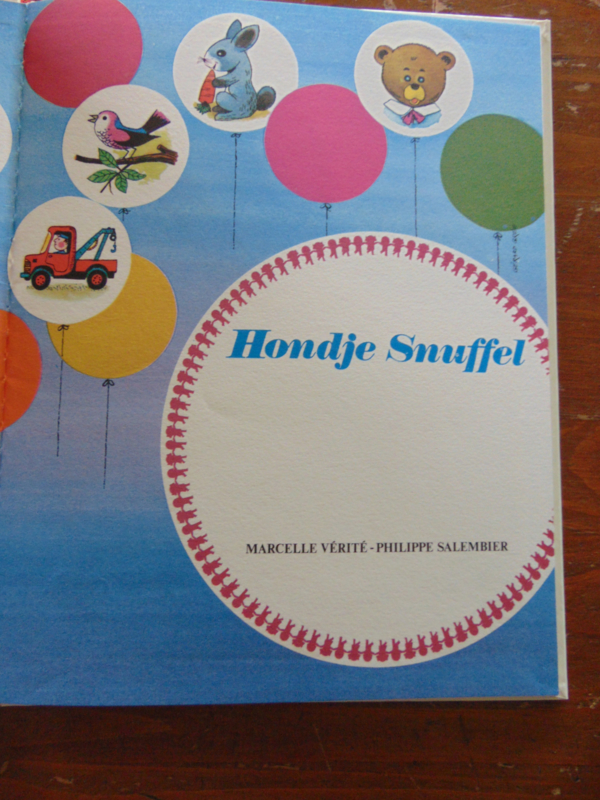 Hondje Snuffel
MARCELLE VÉRITÉ - PHILIPPE SALEMBIER